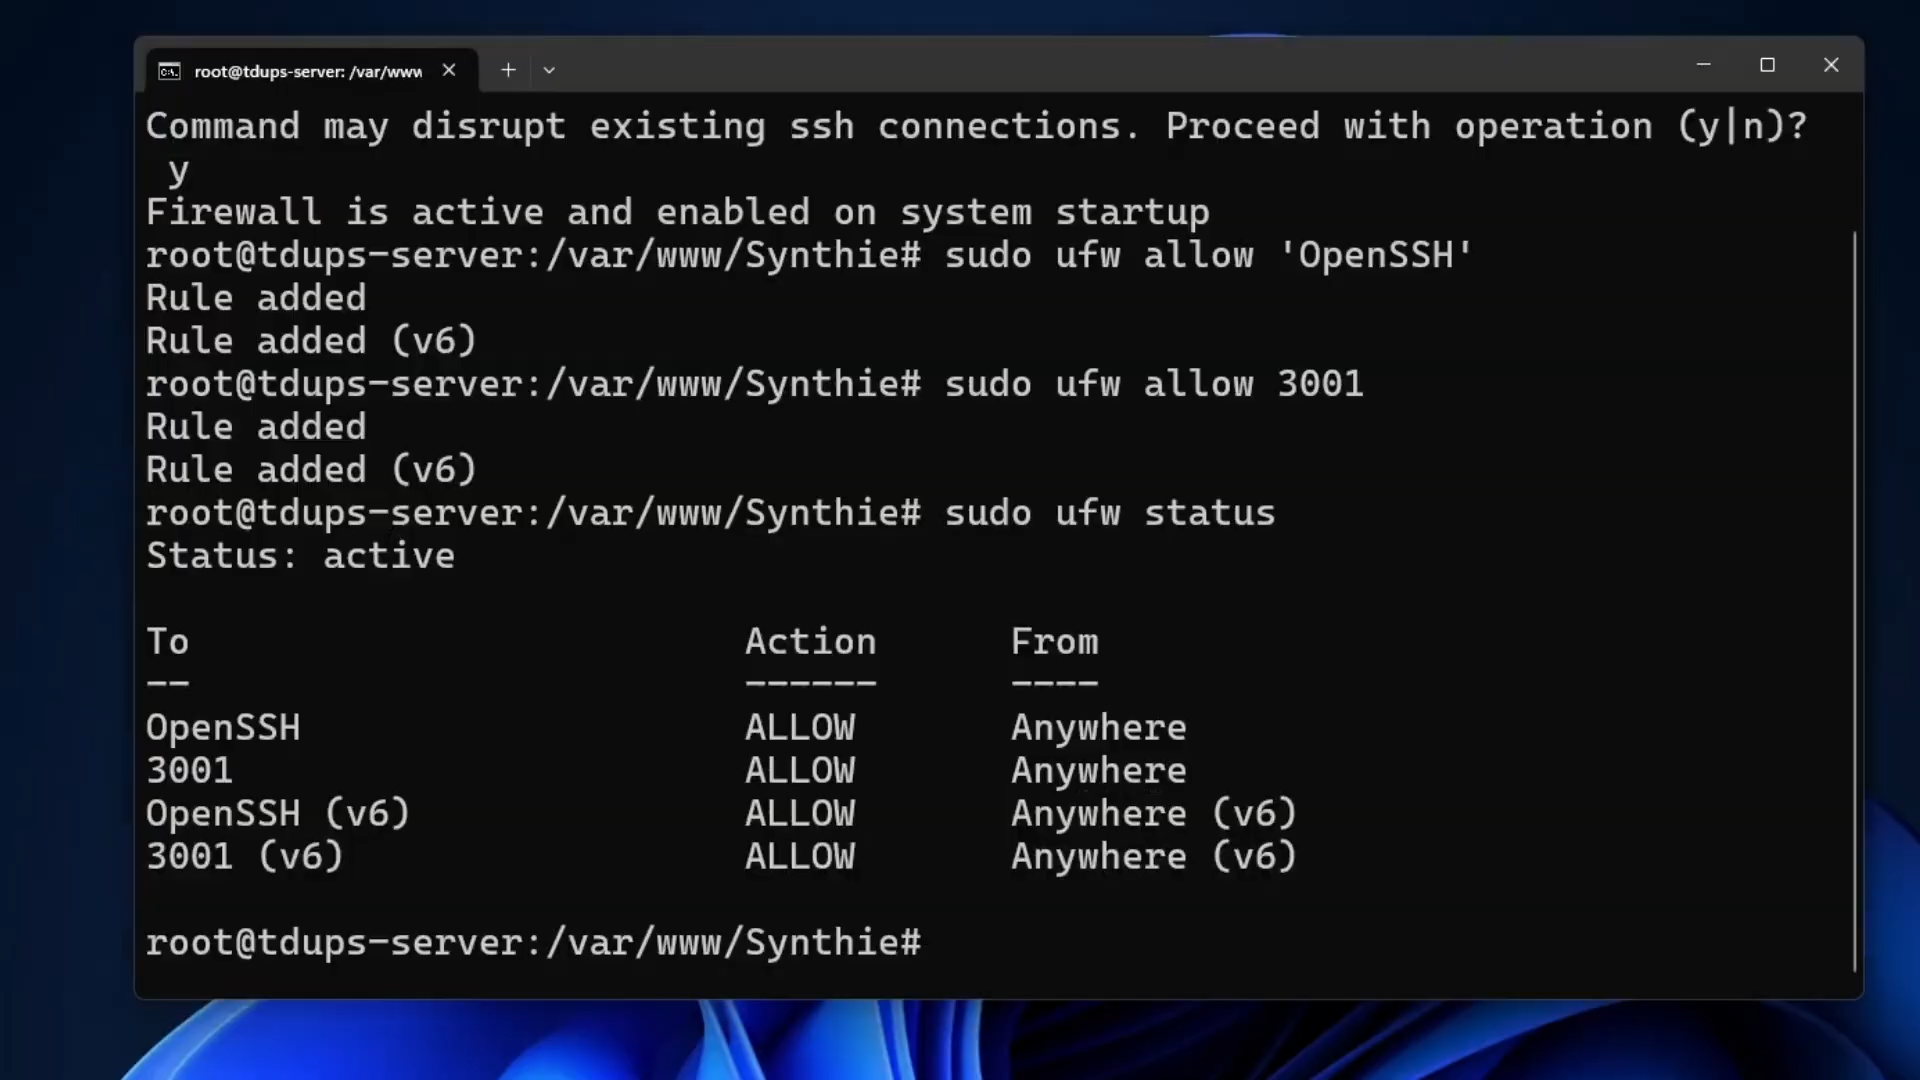 root@tdups-server: /var/www
Command may disrupt existing ssh connections. Proceed with operation (y|n)?
y
Firewall is active and enabled on system startup
root@tdups-server:/var/www/Synthie# sudo ufw allow 'OpenSSH'
Rule added
Rule added (v6)
root@tdups-server:/var/www/Synthie# sudo ufw allow 3001
Rule added
Rule added (v6)
root@tdups-server:/var/www/Synthie# sudo ufw status
Status: active
To Action From
-- ------ ----
OpenSSH ALLOW Anywhere
3001 ALLOW Anywhere
OpenSSH (v6) ALLOW Anywhere (v6)
3001 (v6) ALLOW Anywhere (v6)
root@tdups-server:/var/www/Synthie#